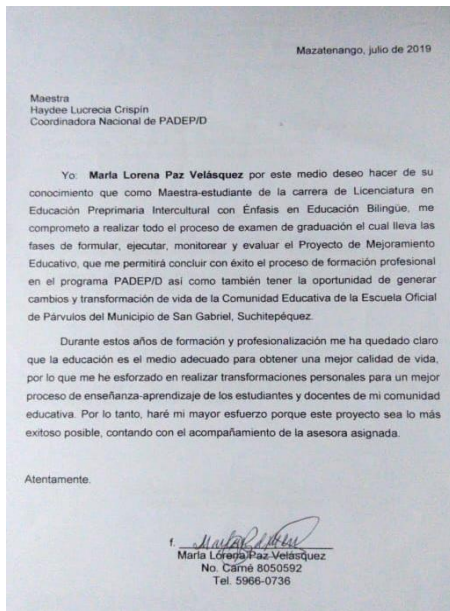 Mazatenango, julio de 2019
Maestra
Haydee Lucrecia Crispín
Coordinadora Nacional de PADEP/D
Yo: Marla Lorena Paz Velásquez por este medio deseo hacer de su
conocimiento que como Maestra-estudiante de la carrera de Licenciatura en
Educación Preprimaria Intercultural con Énfasis en Educación Bilingüe, me
comprometo a realizar todo el proceso de examen de graduación el cual lleva las
fases de formular, ejecutar, monitorear y evaluar el Proyecto de Mejoramiento
Educativo, que me permitirá concluir con éxito el proceso de formación profesional
en el programa PADEP/D así como también tener la oportunidad de generar
cambios y transformación de vida de la Comunidad Educativa de la Escuela Oficial
de Párvulos del Municipio de San Gabriel, Suchitepéquez.
Durante estos años de formación y profesionalización me ha quedado claro
que la educación es el medio adecuado para obtener una mejor calidad de vida,
por lo que me he esforzado en realizar transformaciones personales para un mejor
proceso de enseñanza-aprendizaje de los estudiantes y docentes de mi comunidad
educativa. Por lo tanto, haré mi mayor esfuerzo porque este proyecto sea lo más
exitoso posible, contando con el acompañamiento de la asesora asignada.
Atentamente.
f.
Marla Lorena Paz Velásquez
No. Carné 8050592
Tel. 5966-0736